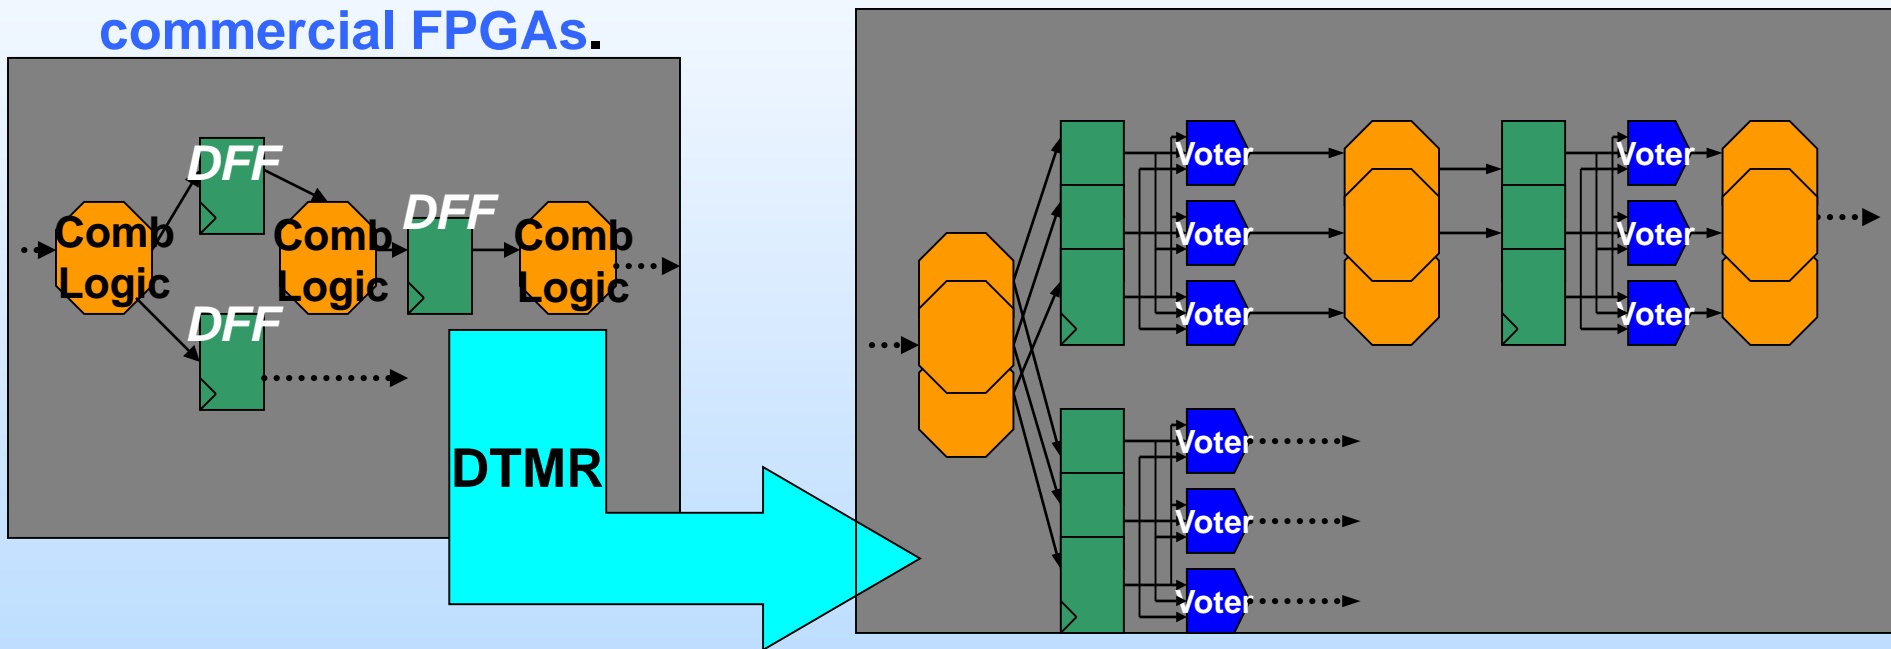 commercial FPGAs.
DFF
Comb
Logic
Comb
Logic
DFF
Comb
Logic
DFF
DTMR
Voter
Voter
Voter
Voter
Voter
Voter
Voter
Voter
Voter